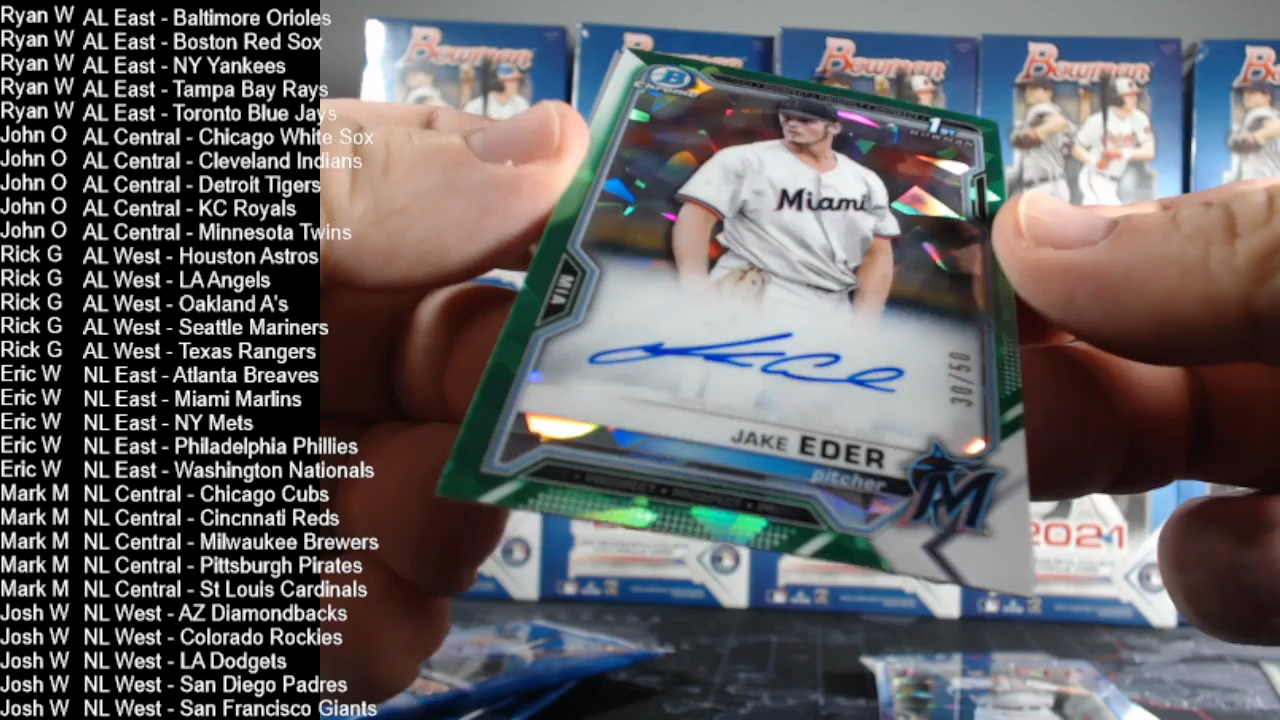 Ryan W AL East - Baltimore Orioles
Ryan W AL East - Boston Red Sox
Ryan W AL East - NY Yankees
Ryan W AL East - Tampa Bay Rays
Ryan W AL East - Toronto Blue Jays
John O AL Central - Chicago White Sox
John O AL Central - Cleveland Indians
John O AL Central - Detroit Tigers
John O AL Central - KC Royals
John O AL Central - Minnesota Twins
Rick G AL West - Houston Astros
Rick G AL West - LA Angels
Rick G AL West - Oakland A's
Rick G AL West - Seattle Mariners
Rick G AL West - Texas Rangers
Eric W NL East - Atlanta Breaves
Eric W NL East - Miami Marlins
Eric W NL East - NY Mets
Eric W NL East - Philadelphia Phillies
Eric W NL East - Washington Nationals
Mark M NL Central - Chicago Cubs
Mark M NL Central - Cincnnati Reds
Mark M NL Central - Milwaukee Brewers
Mark M NL Central - Pittsburgh Pirates
Mark M NL Central - St Louis Cardinals
Josh W NL West - AZ Diamondbacks
Josh W NL West - Colorado Rockies
Josh W NL West - LA Dodgets
Josh W NL West - San Diego Padres
Josh W NL West - San Francisco Giants
Bowman
Bowman
Bowman
B
Chrome
1ST
BOWMAN
Miami
MIA
30/50
JAKE EDER
pitcher
M
2021